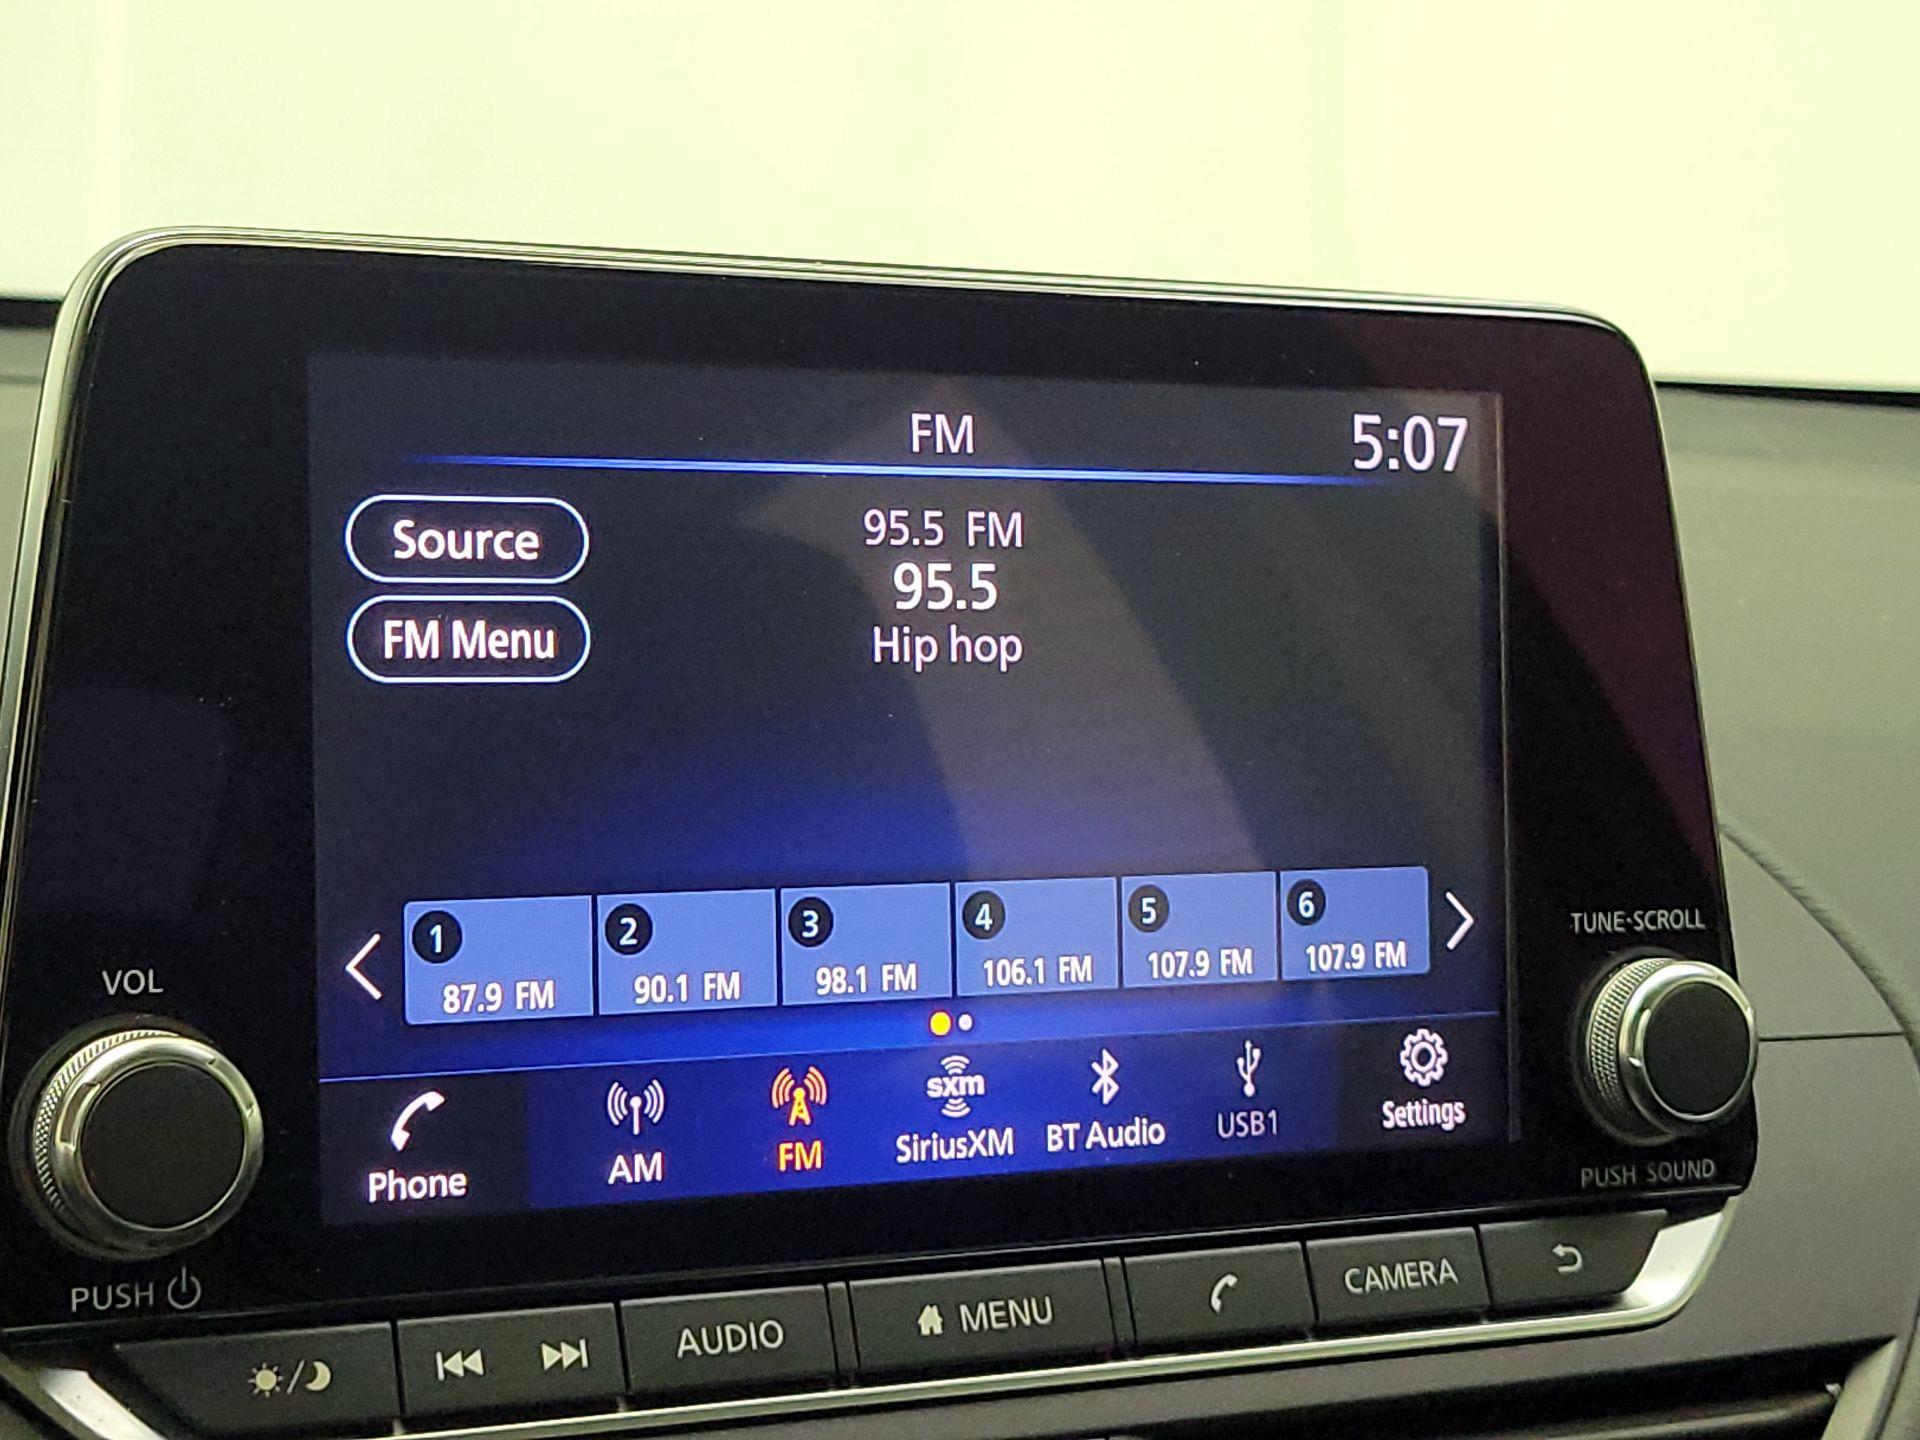 FM
5:07
Source
FM Menu
95.5 FM
95.5
Hip hop
1 2 3 4 5 6
87.9 FM 90.1 FM 98.1 FM 106.1 FM 107.9 FM 107.9 FM
VOL
TUNE·SCROLL
sxm
Phone AM FM SiriusXM BT Audio USB1 Settings
PUSH
PUSH SOUND
AUDIO MENU CAMERA